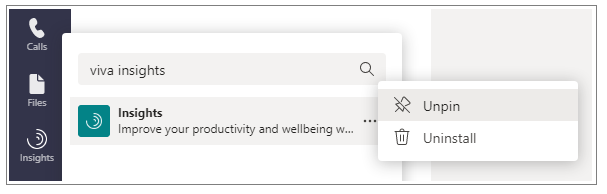 Calls
Files
Insights
viva insights
Insights
Improve your productivity and wellbeing w...
Unpin
Uninstall